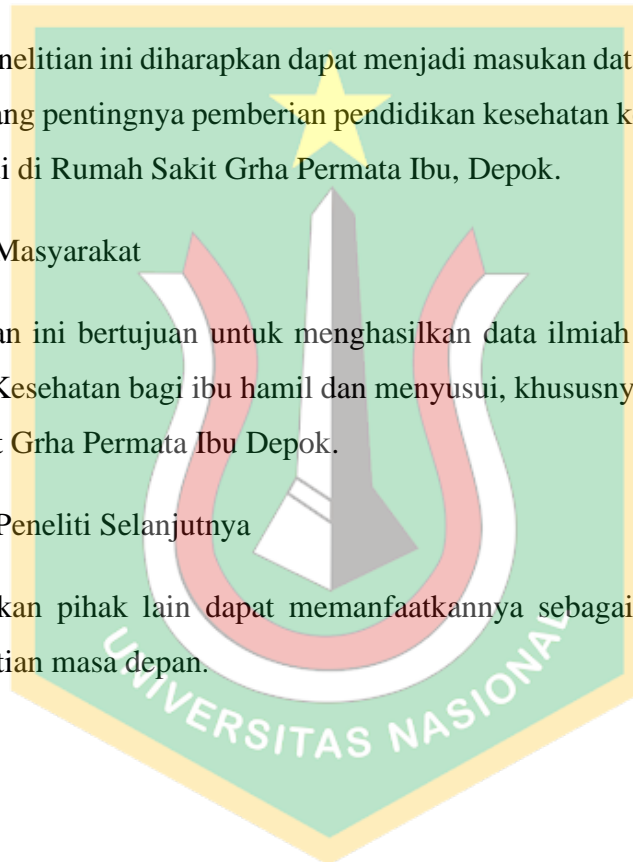 nelitian ini diharapkan dapat menjadi masukan dat
ang pentingnya pemberian pendidikan kesehatan k
i di Rumah Sakit Grha Permata Ibu, Depok.
Masyarakat
an ini bertujuan untuk menghasilkan data ilmiah
Kesehatan bagi ibu hamil dan menyusui, khususny
t Grha Permata Ibu Depok.
Peneliti Selanjutnya
kan pihak lain dapat memanfaatkannya sebagai
tian masa depan.
UNIVERSITAS NASIONAL